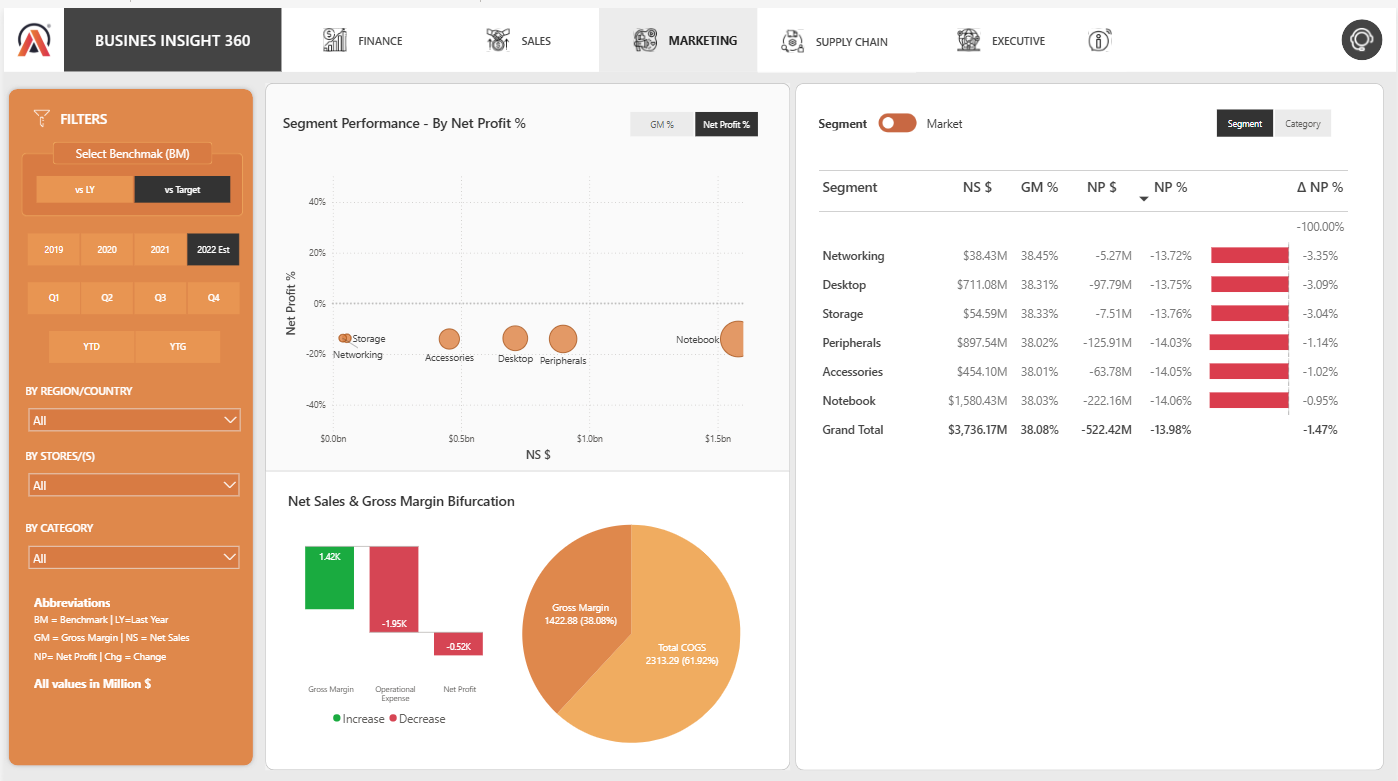 BUSINES INSIGHT 360
FINANCE
SALES
MARKETING
SUPPLY CHAIN
EXECUTIVE
FILTERS
Select Benchmak (BM)
vs LY
vs Target
2019
2020
2021
2022 Est
Q1
Q2
Q3
Q4
YTD
YTG
BY REGION/COUNTRY
All
BY STORES/(S)
All
BY CATEGORY
All
Abbreviations
BM = Benchmark | LY=Last Year
GM = Gross Margin | NS = Net Sales
NP= Net Profit | Chg = Change
All values in Million $
Segment Performance - By Net Profit %
GM %
Net Profit %
Net Profit %
40%
20%
0%
-20%
-40%
Storage
Networking
Accessories
Desktop
Peripherals
Notebook
$0.0bn
$0.5bn
$1.0bn
$1.5bn
NS $
Net Sales & Gross Margin Bifurcation
1.42K
-1.95K
-0.52K
Gross Margin
Operational
Expense
Net Profit
Increase
Decrease
Gross Margin
1422.88 (38.08%)
Total COGS
2313.29 (61.92%)
Segment
Market
Segment
Category
Segment NS $ GM % NP $ NP % Δ NP %
-100.00%
Networking $38.43M 38.45% -5.27M -13.72% -3.35%
Desktop $711.08M 38.31% -97.79M -13.75% -3.09%
Storage $54.59M 38.33% -7.51M -13.76% -3.04%
Peripherals $897.54M 38.02% -125.91M -14.03% -1.14%
Accessories $454.10M 38.01% -63.78M -14.05% -1.02%
Notebook $1,580.43M 38.03% -222.16M -14.06% -0.95%
Grand Total $3,736.17M 38.08% -522.42M -13.98% -1.47%